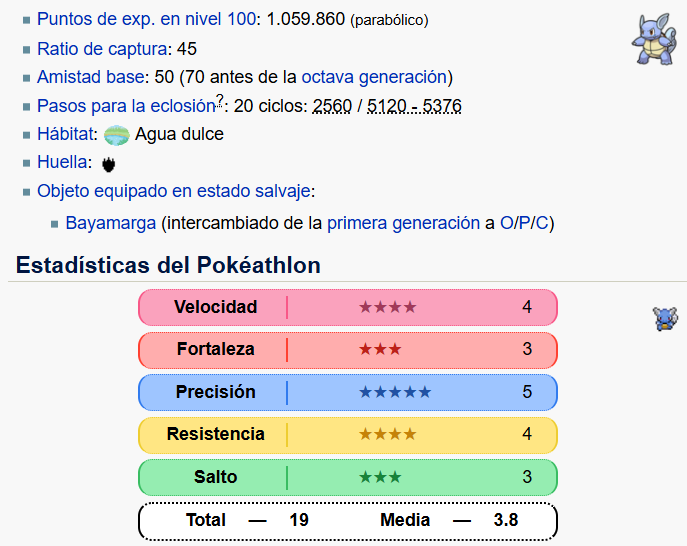 Puntos de exp. en nivel 100: 1.059.860 (parabólico)
Ratio de captura: 45
Amistad base: 50 (70 antes de la octava generación)
Pasos para la eclosión?: 20 ciclos: 2560 / 5120 - 5376
Hábitat: Agua dulce
Huella:
Objeto equipado en estado salvaje:
Bayamarga (intercambiado de la primera generación a O/P/C)
Estadísticas del Pokéathlon
Velocidad ★★★★ 4
Fortaleza ★★★ 3
Precisión ★★★★★ 5
Resistencia ★★★★ 4
Salto ★★★ 3
Total — 19 Media — 3.8